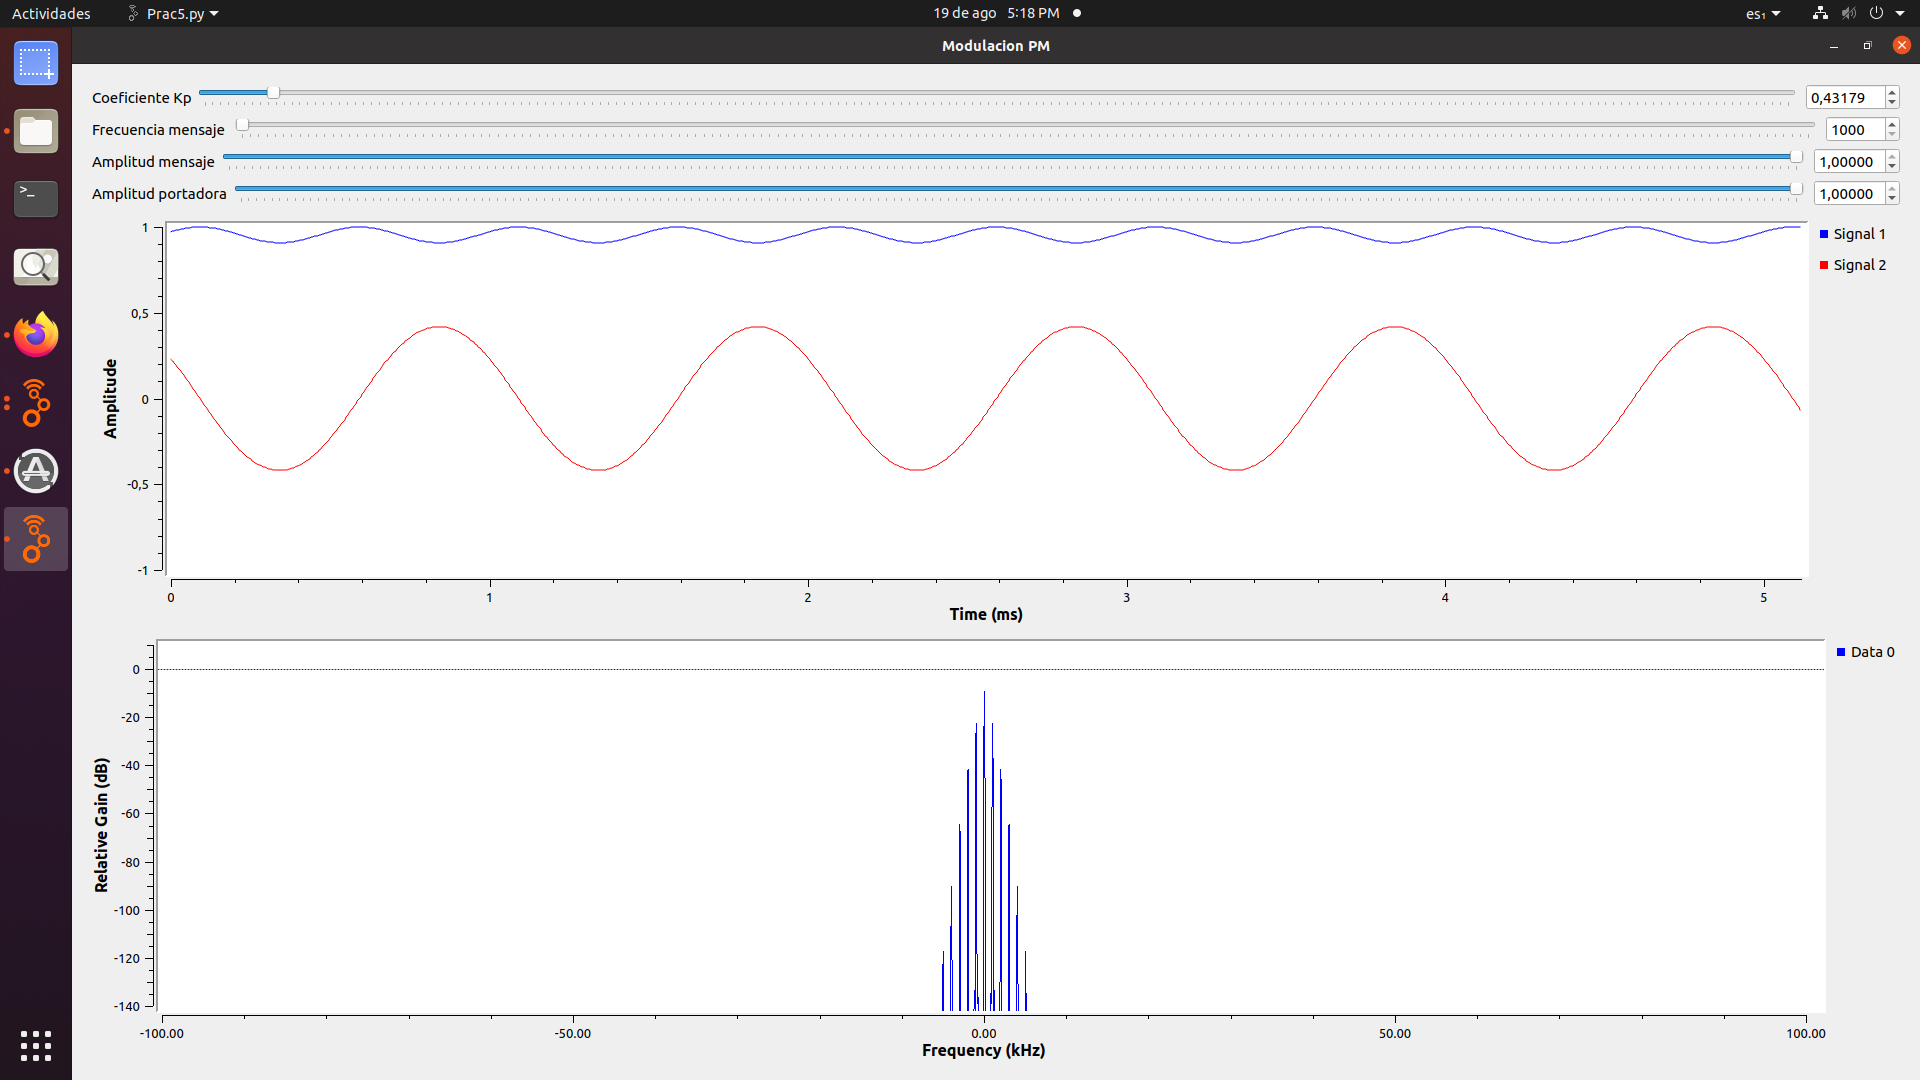 Actividades Prac5.py 19 de ago 5:18 PM es₁
Modulacion PM
Coeficiente Kp 0,43179
Frecuencia mensaje 1000
Amplitud mensaje 1,00000
Amplitud portadora 1,00000
1
0,5
0
-0,5
-1
Amplitude
0 1 2 3 4 5
Time (ms)
Signal 1
Signal 2
0
-20
-40
-60
-80
-100
-120
-140
Relative Gain (dB)
-100.00 -50.00 0.00 50.00 100.00
Frequency (kHz)
Data 0